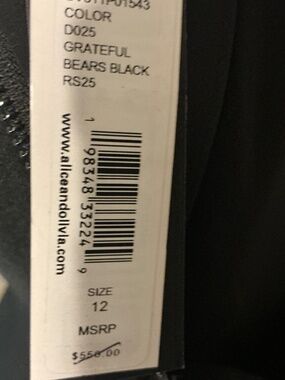 COLOR
D025
GRATEFUL
BEARS BLACK
RS25
www.aliceandolivia.com
1 98348 33224 9
SIZE
12
MSRP
$550.00